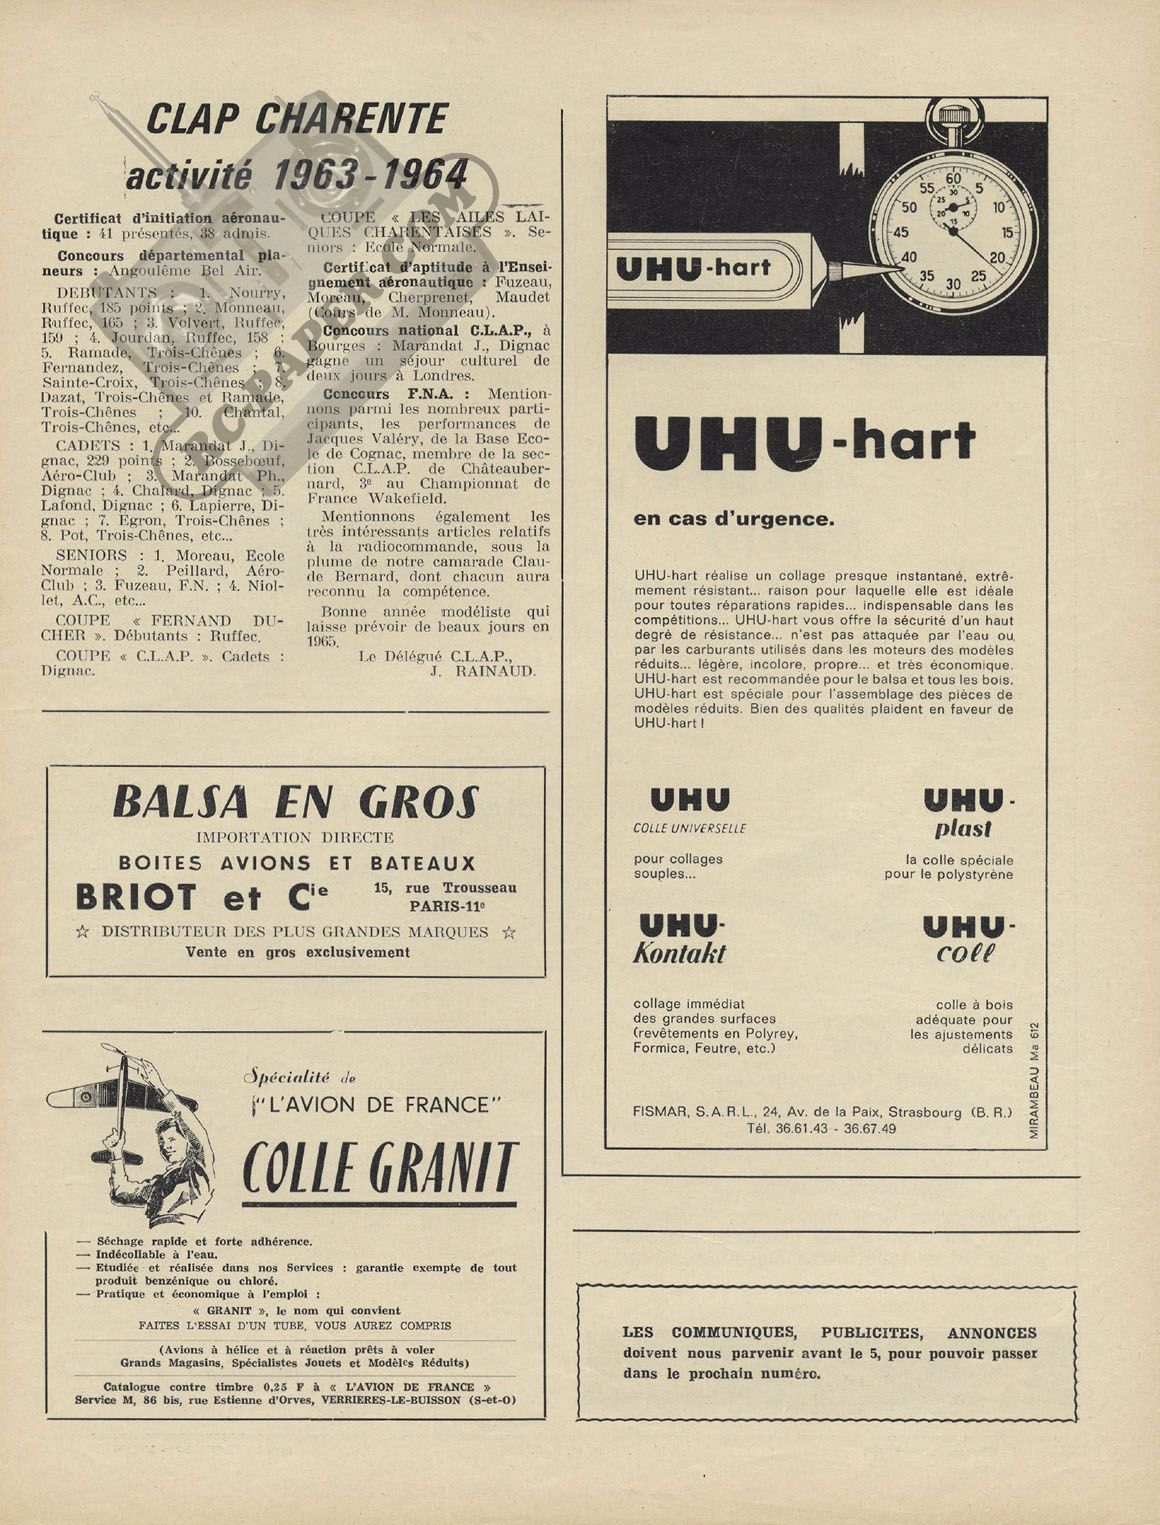 CLAP CHARENTE
activité 1963-1964
Certificat d'initiation aéronau-
tique : 41 présentés, 38 admis.
Concours départemental pla-
neurs : Angoulême Bel Air.
DEBUTANTS : 1. Nourry,
Ruffec, 185 points ; 2. Monneau,
Ruffec, 165 ; 3. Volvert, Ruffec,
159 ; 4. Jourdan, Ruffec, 158 ;
5. Ramade, Trois-Chênes ; 6.
Fernandez, Trois-Chênes ; 7.
Sainte-Croix, Trois-Chênes ; 8.
Dazat, Trois-Chênes et Ramade,
Trois-Chênes ; 10. Chantal,
Trois-Chênes, etc...
CADETS : 1. Marandat J., Di-
gnac, 229 points ; 2. Bossebœuf,
Aéro-Club ; 3. Marandat Ph.,
Dignac ; 4. Chalard, Dignac ; 5.
Lafond, Dignac ; 6. Lapierre, Di-
gnac ; 7. Egron, Trois-Chênes ;
8. Pot, Trois-Chênes, etc...
SENIORS : 1. Moreau, Ecole
Normale ; 2. Peillard, Aéro-
Club ; 3. Fuzeau, F.N. ; 4. Niol-
let, A.C., etc...
COUPE « FERNAND DU-
CHER ». Débutants : Ruffec.
COUPE « C.L.A.P. ». Cadets :
Dignac.
COUPE « LES AILES LAI-
QUES CHARENTAISES ». Se-
niors : Ecole Normale.
Certificat d'aptitude à l'Ensei-
gnement aéronautique : Fuzeau,
Moreau, Cherprenet, Maudet
(Cours de M. Monneau).
Concours national C.L.A.P., à
Bourges : Marandat J., Dignac
gagne un séjour culturel de
deux jours à Londres.
Concours F.N.A. : Mention-
nons parmi les nombreux parti-
cipants, les performances de
Jacques Valéry, de la Base Eco-
le de Cognac, membre de la sec-
tion C.L.A.P. de Châteauber-
nard, 3e au Championnat de
France Wakefield.
Mentionnons également les
très intéressants articles relatifs
à la radiocommande, sous la
plume de notre camarade Clau-
de Bernard, dont chacun aura
reconnu la compétence.
Bonne année modéliste qui
laisse prévoir de beaux jours en
1965.
Le Délégué C.L.A.P.,
J. RAINAUD.
RC-PAPER.COM
BALSA EN GROS
IMPORTATION DIRECTE
BOITES AVIONS ET BATEAUX
BRIOT et Cie 15, rue Trousseau
PARIS-11e
☆ DISTRIBUTEUR DES PLUS GRANDES MARQUES ☆
Vente en gros exclusivement
Spécialité de
"L'AVION DE FRANCE"
COLLE GRANIT
— Séchage rapide et forte adhérence.
— Indécollable à l'eau.
— Etudiée et réalisée dans nos Services : garantie exempte de tout
produit benzénique ou chloré.
— Pratique et économique à l'emploi :
« GRANIT », le nom qui convient
FAITES L'ESSAI D'UN TUBE, VOUS AUREZ COMPRIS
(Avions à hélice et à réaction prêts à voler
Grands Magasins, Spécialistes Jouets et Modèles Réduits)
Catalogue contre timbre 0,25 F à « L'AVION DE FRANCE »
Service M, 86 bis, rue Estienne d'Orves, VERRIERES-LE-BUISSON (S-et-O)
UHU-hart
60
5
10
15
20
25
30
35
40
45
50
55
30
5
10
15
20
25
UHU-hart
en cas d'urgence.
UHU-hart réalise un collage presque instantané, extrê-
mement résistant... raison pour laquelle elle est idéale
pour toutes réparations rapides... indispensable dans les
compétitions... UHU-hart vous offre la sécurité d'un haut
degré de résistance... n'est pas attaquée par l'eau ou
par les carburants utilisés dans les moteurs des modèles
réduits... légère, incolore, propre... et très économique.
UHU-hart est recommandée pour le balsa et tous les bois.
UHU-hart est spéciale pour l'assemblage des pièces de
modèles réduits. Bien des qualités plaident en faveur de
UHU-hart !
UHU
COLLE UNIVERSELLE
pour collages
souples...
UHU-
plast
la colle spéciale
pour le polystyrène
UHU-
Kontakt
collage immédiat
des grandes surfaces
(revêtements en Polyrey,
Formica, Feutre, etc.)
UHU-
coll
colle à bois
adéquate pour
les ajustements
délicats
FISMAR, S.A.R.L., 24, Av. de la Paix, Strasbourg (B. R.)
Tél. 36.61.43 - 36.67.49
MIRAMBEAU Ma 612
LES COMMUNIQUES, PUBLICITES, ANNONCES
doivent nous parvenir avant le 5, pour pouvoir passer
dans le prochain numéro.